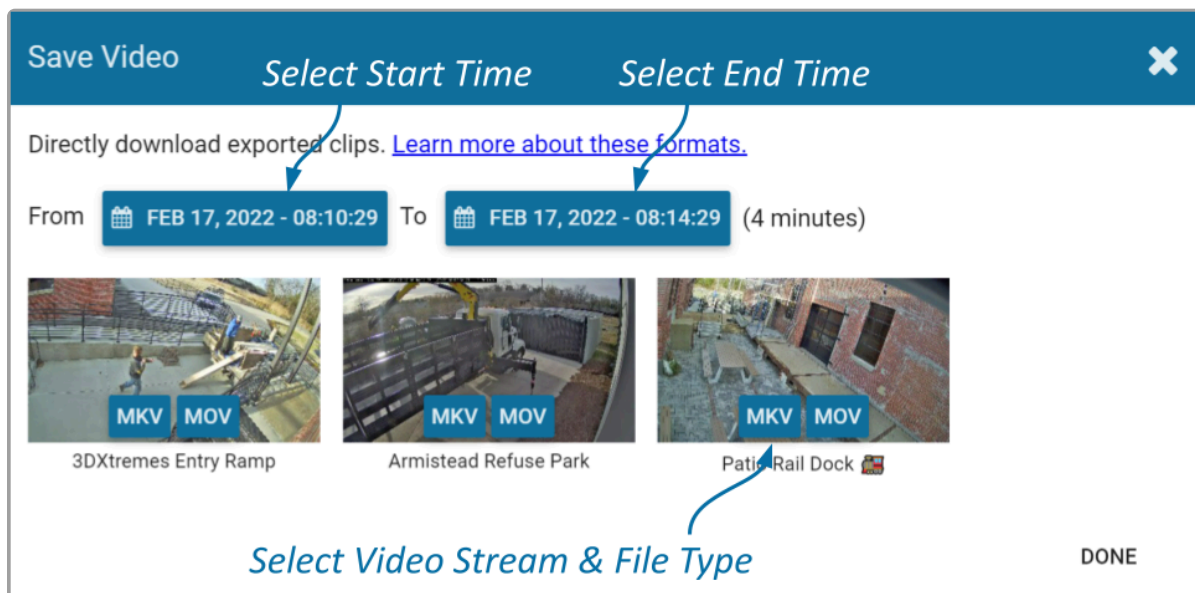 Save Video
Select Start Time
Select End Time
Directly download exported clips. Learn more about these formats.
From FEB 17, 2022 - 08:10:29 To FEB 17, 2022 - 08:14:29 (4 minutes)
MKV MOV
MKV MOV
MKV MOV
3DXtremes Entry Ramp
Armistead Refuse Park
Patio Rail Dock 🚂
Select Video Stream & File Type
DONE